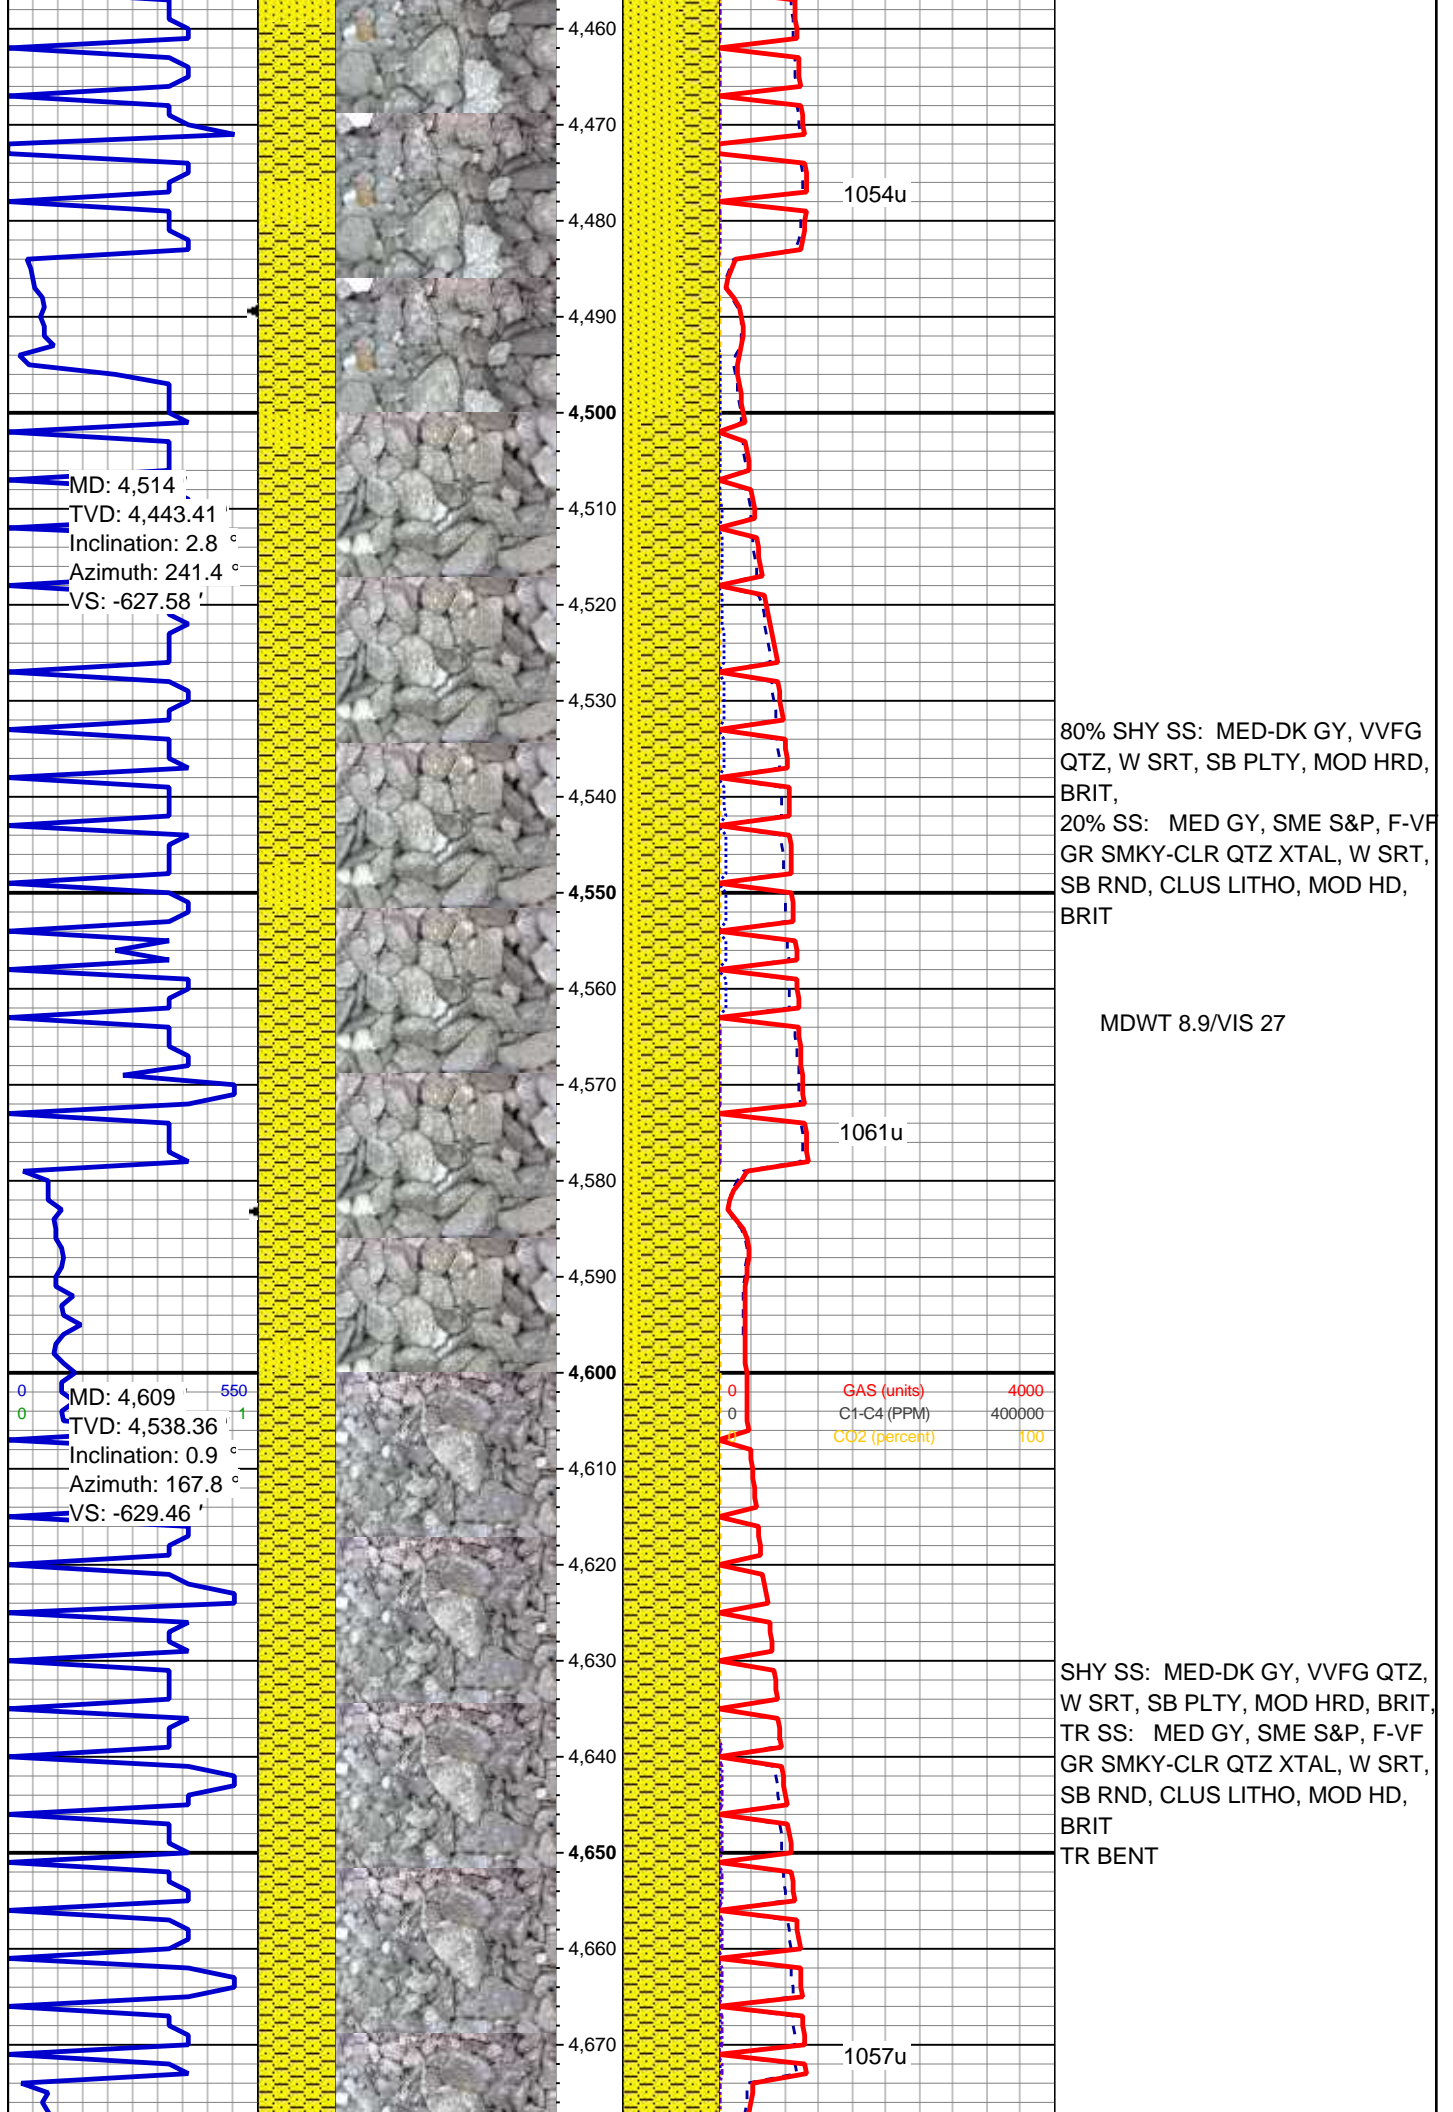 4,460
4,470
1054u
4,480
4,490
4,500
MD: 4,514 '
TVD: 4,443.41 '
Inclination: 2.8 °
Azimuth: 241.4 °
VS: -627.58 '
4,510
4,520
4,530
80% SHY SS: MED-DK GY, VVFG
QTZ, W SRT, SB PLTY, MOD HRD,
BRIT,
20% SS: MED GY, SME S&P, F-VF
GR SMKY-CLR QTZ XTAL, W SRT,
SB RND, CLUS LITHO, MOD HD,
BRIT
4,540
4,550
4,560
MDWT 8.9/VIS 27
4,570
1061u
4,580
4,590
4,600
0 550
0 1
MD: 4,609 '
TVD: 4,538.36 '
Inclination: 0.9 °
Azimuth: 167.8 °
VS: -629.46 '
0 GAS (units) 4000
0 C1-C4 (PPM) 400000
0 CO2 (percent) 100
4,610
4,620
4,630
SHY SS: MED-DK GY, VVFG QTZ,
W SRT, SB PLTY, MOD HRD, BRIT,
TR SS: MED GY, SME S&P, F-VF
GR SMKY-CLR QTZ XTAL, W SRT,
SB RND, CLUS LITHO, MOD HD,
BRIT
TR BENT
4,640
4,650
4,660
4,670
1057u